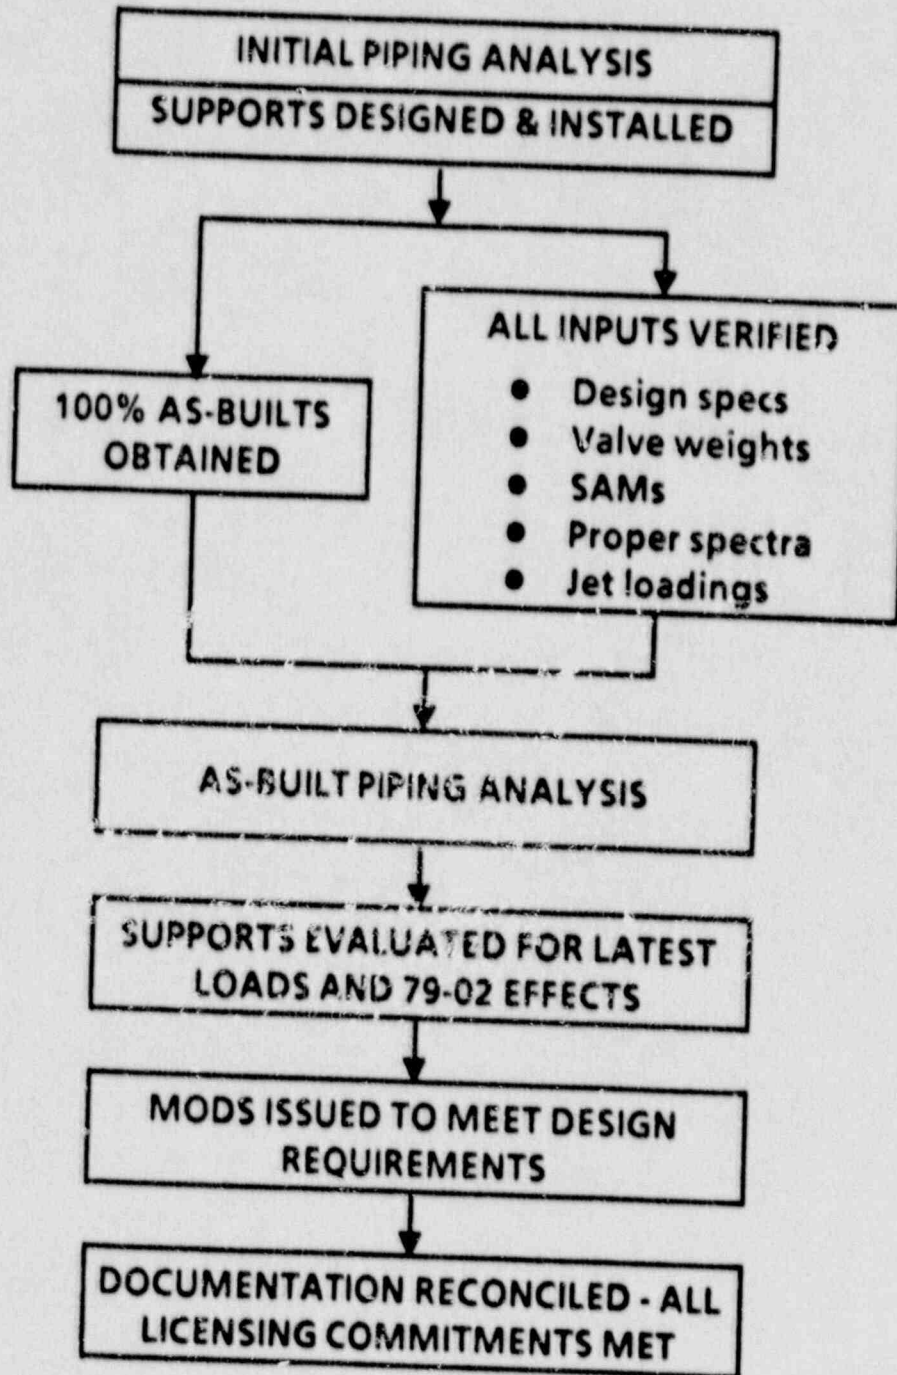 INITIAL PIPING ANALYSIS
SUPPORTS DESIGNED & INSTALLED
100% AS-BUILTS
OBTAINED
ALL INPUTS VERIFIED
● Design specs
● Valve weights
● SAMs
● Proper spectra
● Jet loadings
AS-BUILT PIPING ANALYSIS
SUPPORTS EVALUATED FOR LATEST
LOADS AND 79-02 EFFECTS
MODS ISSUED TO MEET DESIGN
REQUIREMENTS
DOCUMENTATION RECONCILED - ALL
LICENSING COMMITMENTS MET